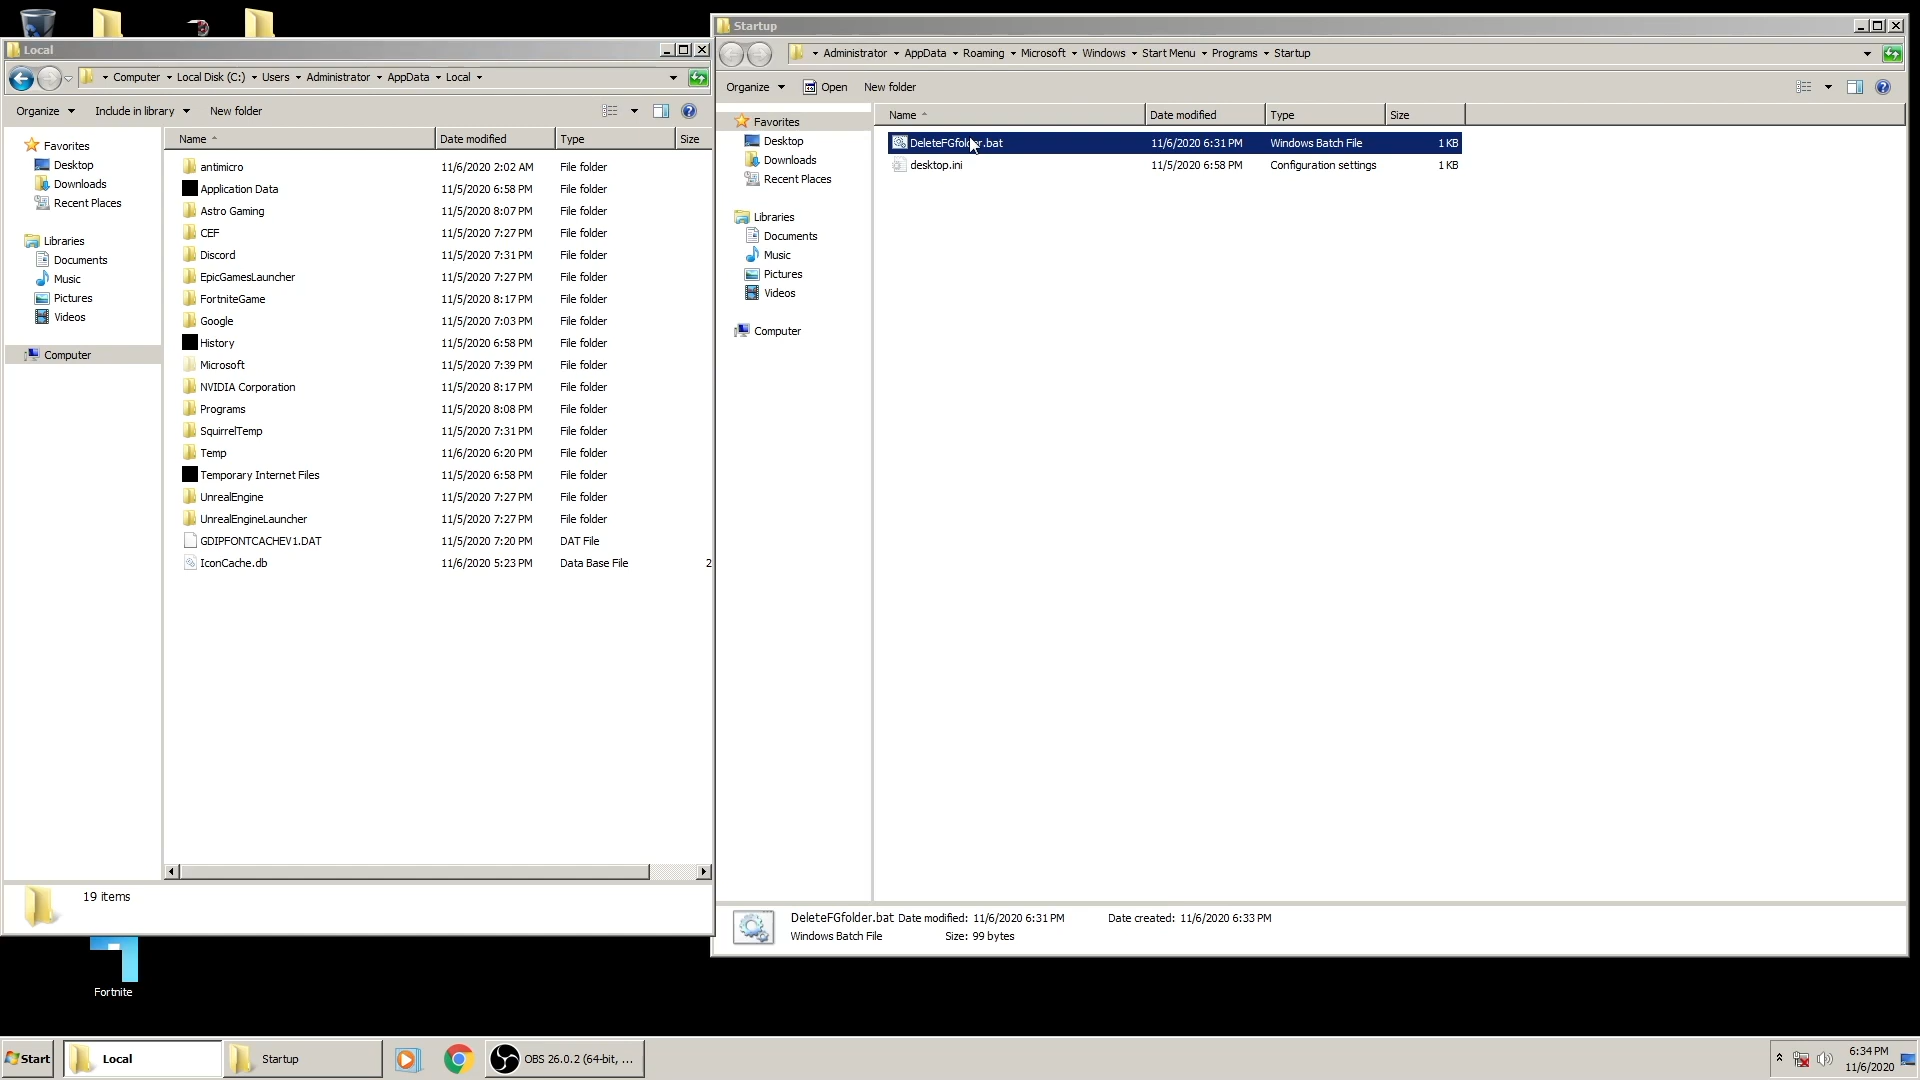 Local
Computer Local Disk (C:) Users Administrator AppData Local
Organize Include in library New folder
Favorites
Desktop
Downloads
Recent Places
Libraries
Documents
Music
Pictures
Videos
Computer
Name Date modified Type Size
antimicro 11/6/2020 2:02 AM File folder
Application Data 11/5/2020 6:58 PM File folder
Astro Gaming 11/5/2020 8:07 PM File folder
CEF 11/5/2020 7:27 PM File folder
Discord 11/5/2020 7:31 PM File folder
EpicGamesLauncher 11/5/2020 7:27 PM File folder
FortniteGame 11/5/2020 8:17 PM File folder
Google 11/5/2020 7:03 PM File folder
History 11/5/2020 6:58 PM File folder
Microsoft 11/5/2020 7:39 PM File folder
NVIDIA Corporation 11/5/2020 8:17 PM File folder
Programs 11/5/2020 8:08 PM File folder
SquirrelTemp 11/5/2020 7:31 PM File folder
Temp 11/6/2020 6:20 PM File folder
Temporary Internet Files 11/5/2020 6:58 PM File folder
UnrealEngine 11/5/2020 7:27 PM File folder
UnrealEngineLauncher 11/5/2020 7:27 PM File folder
GDIPFONTCACHEV1.DAT 11/5/2020 7:20 PM DAT File
IconCache.db 11/6/2020 5:23 PM Data Base File 2
19 items
Startup
Administrator AppData Roaming Microsoft Windows Start Menu Programs Startup
Organize Open New folder
Favorites
Desktop
Downloads
Recent Places
Libraries
Documents
Music
Pictures
Videos
Computer
Name Date modified Type Size
DeleteFGfolder.bat 11/6/2020 6:31 PM Windows Batch File 1 KB
desktop.ini 11/5/2020 6:58 PM Configuration settings 1 KB
DeleteFGfolder.bat Date modified: 11/6/2020 6:31 PM Date created: 11/6/2020 6:33 PM
Windows Batch File Size: 99 bytes
Fortnite
Start Local Startup OBS 26.0.2 (64-bit, ...
6:34 PM
11/6/2020